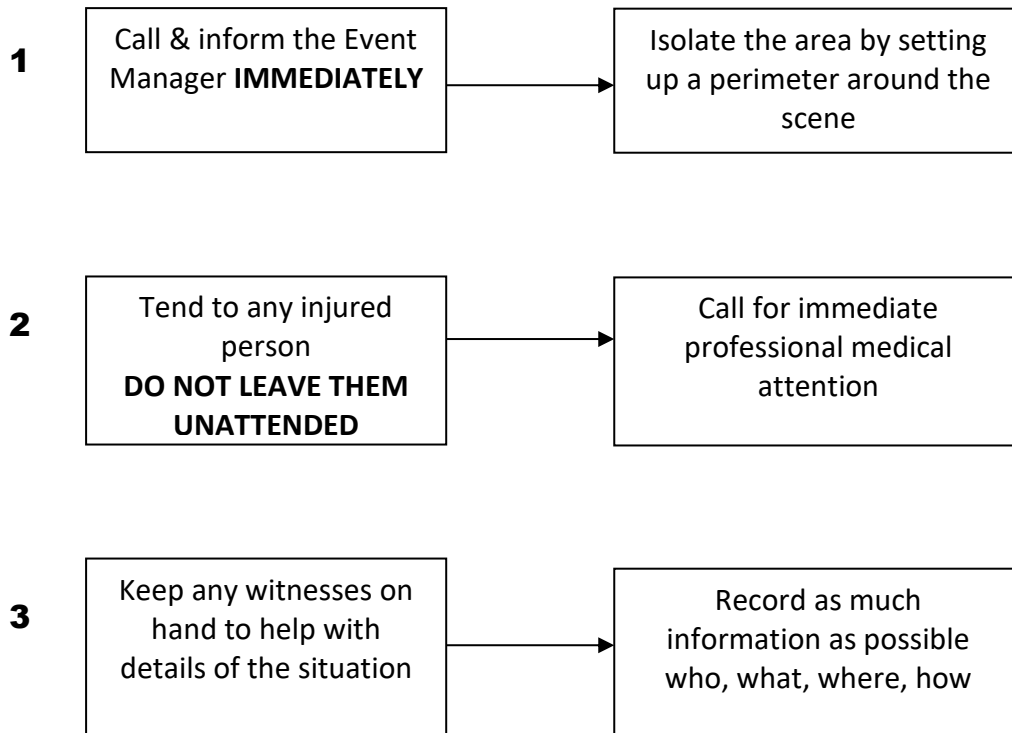 1
Call & inform the Event
Manager IMMEDIATELY
Isolate the area by setting
up a perimeter around the
scene
2
Tend to any injured
person
DO NOT LEAVE THEM
UNATTENDED
Call for immediate
professional medical
attention
3
Keep any witnesses on
hand to help with
details of the situation
Record as much
information as possible
who, what, where, how